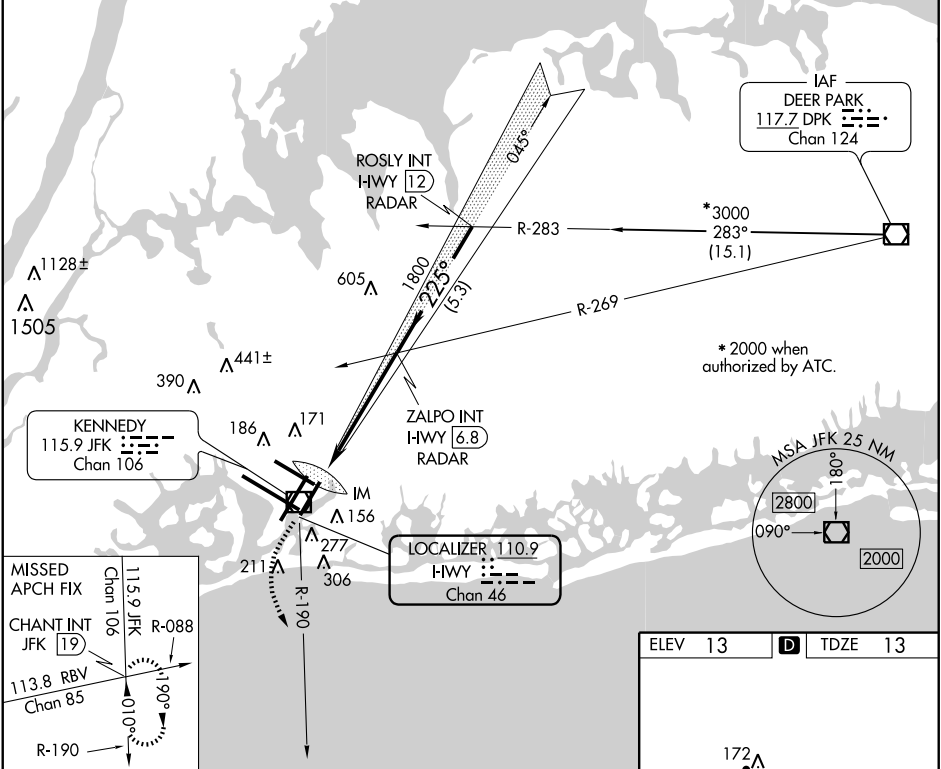 IAF
DEER PARK
117.7 DPK
Chan 124
045°
ROSLY INT
I-IWY 12
RADAR
*3000
R-283
283°
(15.1)
1128±
605
1800
225°
(5.3)
1505
R-269
* 2000 when
authorized by ATC.
441±
390
KENNEDY
115.9 JFK
Chan 106
186
171
ZALPO INT
I-IWY 6.8
RADAR
MSA JFK 25 NM
180°
2800
090°
2000
IM
156
277
211
306
LOCALIZER 110.9
I-IWY
Chan 46
R-190
MISSED
APCH FIX
115.9 JFK
Chan 106
CHANT INT
JFK 19
R-088
113.8 RBV
Chan 85
190°
010°
R-190
ELEV 13 D TDZE 13
172